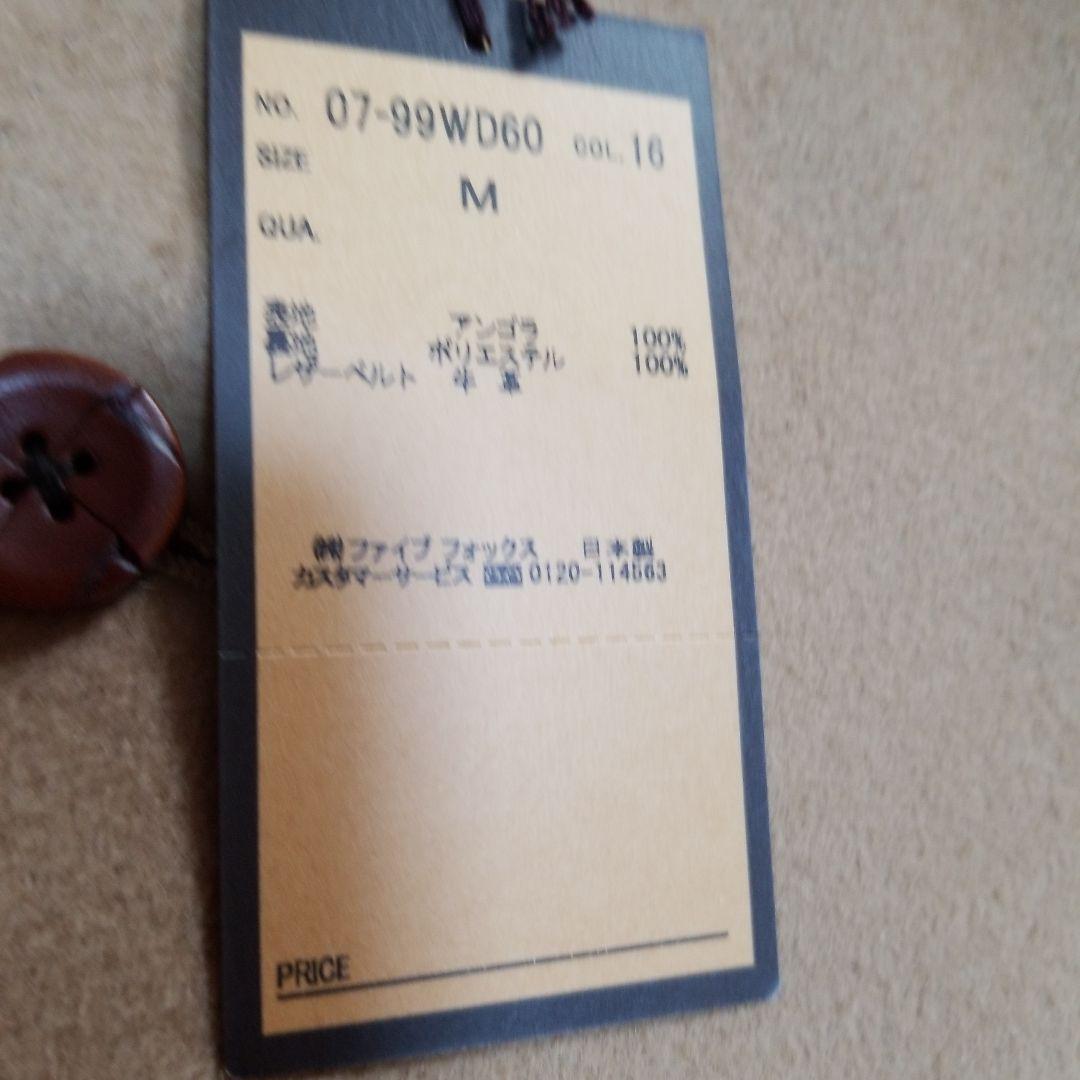 NO. 07-99WD60 COL. 16
SIZE
M
QUA.
表地 アンゴラ 100%
裏地 ポリエステル 100%
レザーベルト 牛 革
㈱ファイブ フォックス 日本製
カスタマーサービス 0120-114563
PRICE